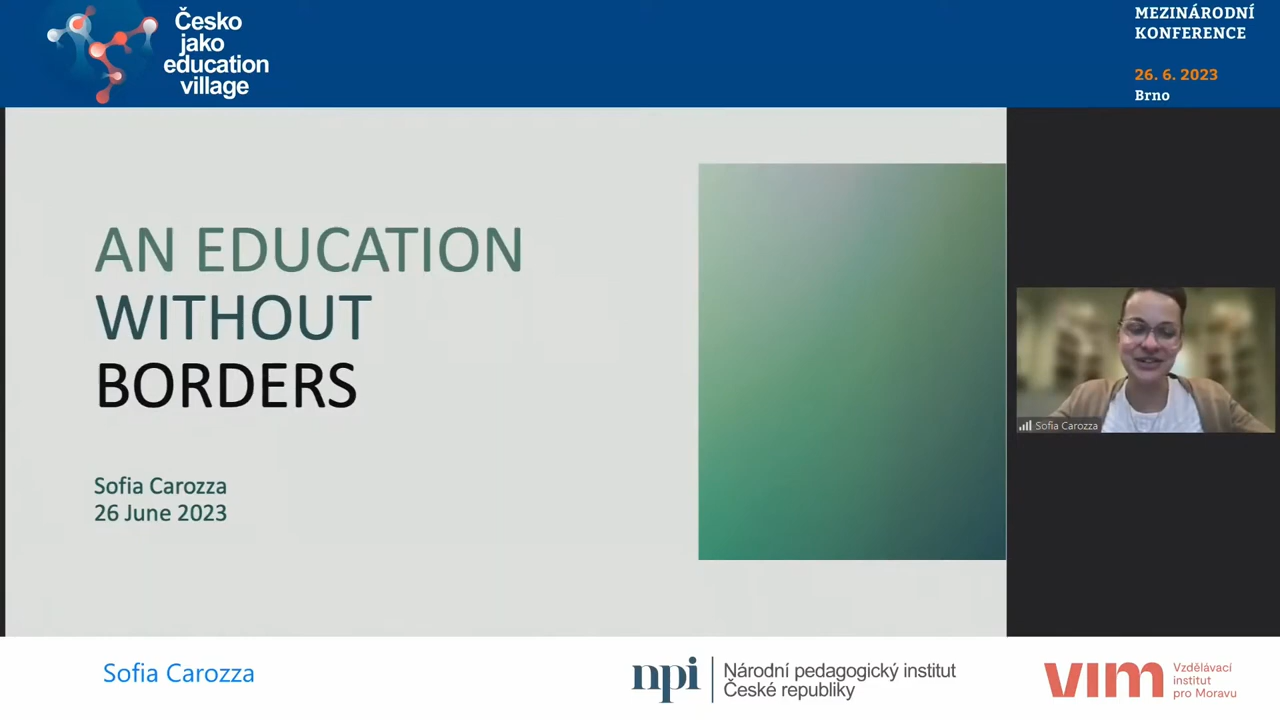 Česko
jako
education
village
MEZINÁRODNÍ
KONFERENCE
26. 6. 2023
Brno
AN EDUCATION
WITHOUT
BORDERS
Sofia Carozza
26 June 2023
Sofia Carozza
Sofia Carozza
npi
Národní pedagogický institut
České republiky
vim
Vzdělávací
institut
pro Moravu